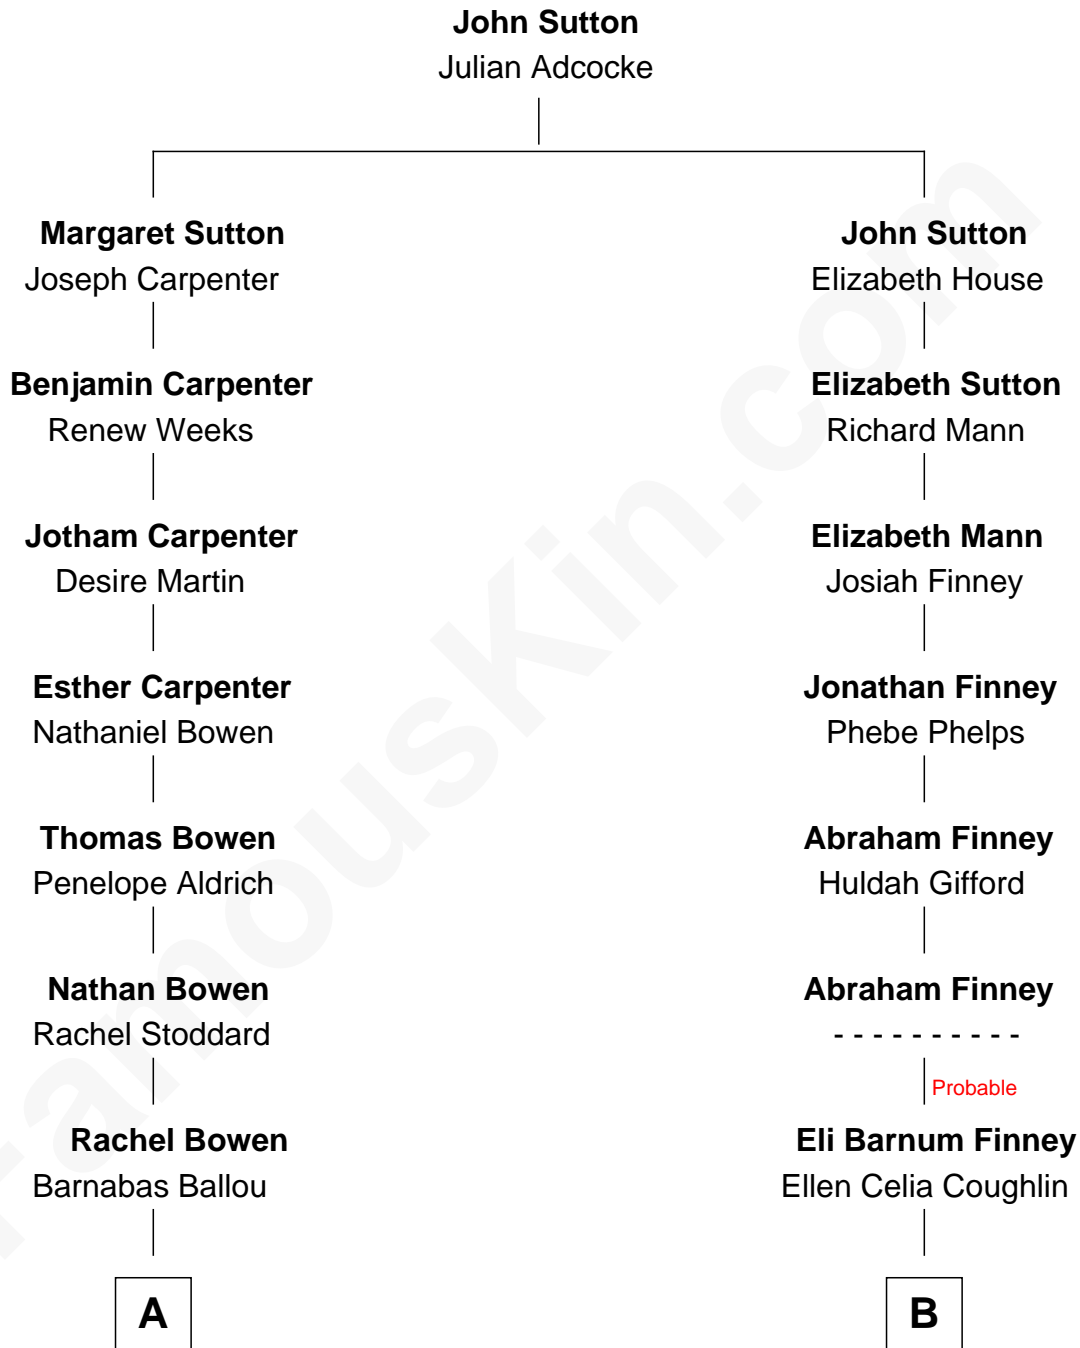 John Sutton
Julian Adcocke
Margaret Sutton
Joseph Carpenter
John Sutton
Elizabeth House
Benjamin Carpenter
Renew Weeks
Elizabeth Sutton
Richard Mann
Jotham Carpenter
Desire Martin
Elizabeth Mann
Josiah Finney
Esther Carpenter
Nathaniel Bowen
Jonathan Finney
Phebe Phelps
Thomas Bowen
Penelope Aldrich
Abraham Finney
Huldah Gifford
Nathan Bowen
Rachel Stoddard
Abraham Finney
- - - - - - - - - -
Probable
Rachel Bowen
Barnabas Ballou
Eli Barnum Finney
Ellen Celia Coughlin
A
B
FamousKin.com